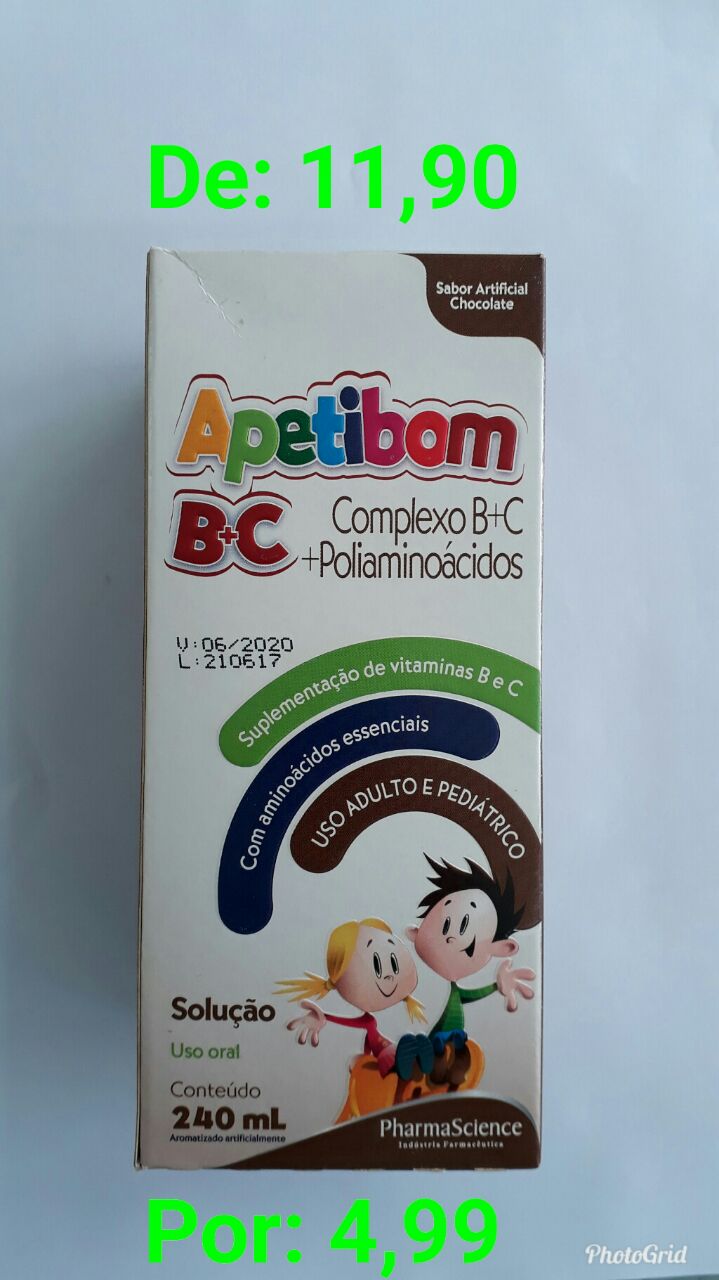 De: 11,90
Sabor Artificial
Chocolate
Apetibom
B+C
Complexo B+C
+Poliaminoácidos
V:06/2020
L:210617
Suplementação de vitaminas B e C
Com aminoácidos essenciais
USO ADULTO E PEDIÁTRICO
Solução
Uso oral
Conteúdo
240 mL
Aromatizado artificialmente
PharmaScience
Indústria Farmacêutica
Por: 4,99
PhotoGrid